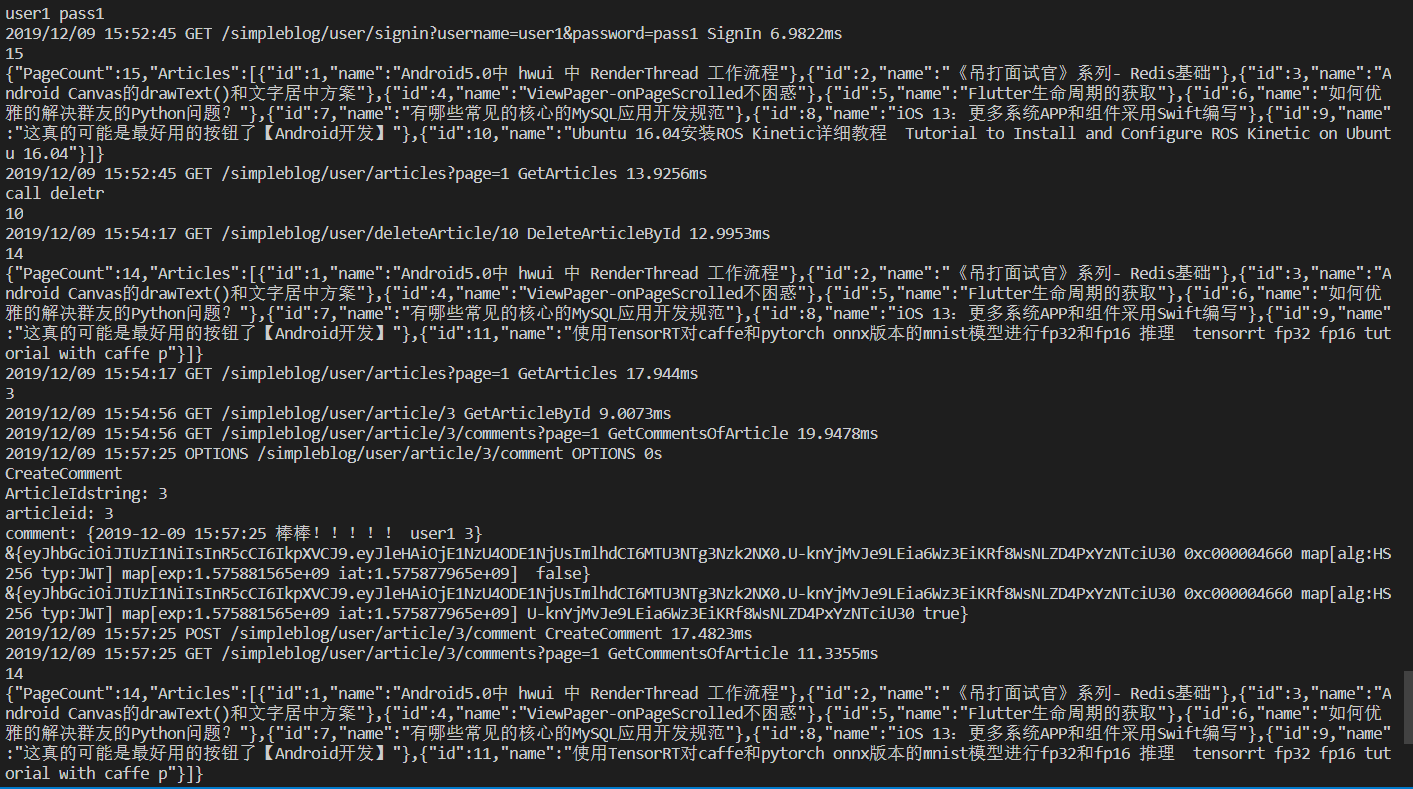 user1 pass1
2019/12/09 15:52:45 GET /simpleblog/user/signin?username=user1&password=pass1 SignIn 6.9822ms
15
{"PageCount":15,"Articles":[{"id":1,"name":"Android5.0中 hwui 中 RenderThread 工作流程"},{"id":2,"name":"《吊打面试官》系列- Redis基础"},{"id":3,"name":"A
ndroid Canvas的drawText()和文字居中方案"},{"id":4,"name":"ViewPager-onPageScrolled不困惑"},{"id":5,"name":"Flutter生命周期的获取"},{"id":6,"name":"如何优
雅的解决群友的Python问题？"},{"id":7,"name":"有哪些常见的核心的MySQL应用开发规范"},{"id":8,"name":"iOS 13：更多系统APP和组件采用Swift编写"},{"id":9,"name"
:"这真的可能是最好用的按钮了【Android开发】"},{"id":10,"name":"Ubuntu 16.04安装ROS Kinetic详细教程  Tutorial to Install and Configure ROS Kinetic on Ubunt
u 16.04"}]}
2019/12/09 15:52:45 GET /simpleblog/user/articles?page=1 GetArticles 13.9256ms
call deletr
10
2019/12/09 15:54:17 GET /simpleblog/user/deleteArticle/10 DeleteArticleById 12.9953ms
14
{"PageCount":14,"Articles":[{"id":1,"name":"Android5.0中 hwui 中 RenderThread 工作流程"},{"id":2,"name":"《吊打面试官》系列- Redis基础"},{"id":3,"name":"A
ndroid Canvas的drawText()和文字居中方案"},{"id":4,"name":"ViewPager-onPageScrolled不困惑"},{"id":5,"name":"Flutter生命周期的获取"},{"id":6,"name":"如何优
雅的解决群友的Python问题？"},{"id":7,"name":"有哪些常见的核心的MySQL应用开发规范"},{"id":8,"name":"iOS 13：更多系统APP和组件采用Swift编写"},{"id":9,"name"
:"这真的可能是最好用的按钮了【Android开发】"},{"id":11,"name":"使用TensorRT对caffe和pytorch onnx版本的mnist模型进行fp32和fp16 推理  tensorrt fp32 fp16 tut
orial with caffe p"}]}
2019/12/09 15:54:17 GET /simpleblog/user/articles?page=1 GetArticles 17.944ms
3
2019/12/09 15:54:56 GET /simpleblog/user/article/3 GetArticleById 9.0073ms
2019/12/09 15:54:56 GET /simpleblog/user/article/3/comments?page=1 GetCommentsOfArticle 19.9478ms
2019/12/09 15:57:25 OPTIONS /simpleblog/user/article/3/comment OPTIONS 0s
CreateComment
ArticleIdstring: 3
articleid: 3
comment: {2019-12-09 15:57:25 棒棒！！！！！ user1 3}
&{eyJhbGciOiJIUzI1NiIsInR5cCI6IkpXVCJ9.eyJleHAiOjE1NzU4ODE1NjUsImlhdCI6MTU3NTg3Nzk2NX0.U-knYjMvJe9LEia6Wz3EiKRf8WsNLZD4PxYzNTciU30 0xc000004660 map[alg:HS
256 typ:JWT] map[exp:1.575881565e+09 iat:1.575877965e+09]  false}
&{eyJhbGciOiJIUzI1NiIsInR5cCI6IkpXVCJ9.eyJleHAiOjE1NzU4ODE1NjUsImlhdCI6MTU3NTg3Nzk2NX0.U-knYjMvJe9LEia6Wz3EiKRf8WsNLZD4PxYzNTciU30 0xc000004660 map[alg:HS
256 typ:JWT] map[exp:1.575881565e+09 iat:1.575877965e+09] U-knYjMvJe9LEia6Wz3EiKRf8WsNLZD4PxYzNTciU30 true}
2019/12/09 15:57:25 POST /simpleblog/user/article/3/comment CreateComment 17.4823ms
2019/12/09 15:57:25 GET /simpleblog/user/article/3/comments?page=1 GetCommentsOfArticle 11.3355ms
14
{"PageCount":14,"Articles":[{"id":1,"name":"Android5.0中 hwui 中 RenderThread 工作流程"},{"id":2,"name":"《吊打面试官》系列- Redis基础"},{"id":3,"name":"A
ndroid Canvas的drawText()和文字居中方案"},{"id":4,"name":"ViewPager-onPageScrolled不困惑"},{"id":5,"name":"Flutter生命周期的获取"},{"id":6,"name":"如何优
雅的解决群友的Python问题？"},{"id":7,"name":"有哪些常见的核心的MySQL应用开发规范"},{"id":8,"name":"iOS 13：更多系统APP和组件采用Swift编写"},{"id":9,"name"
:"这真的可能是最好用的按钮了【Android开发】"},{"id":11,"name":"使用TensorRT对caffe和pytorch onnx版本的mnist模型进行fp32和fp16 推理  tensorrt fp32 fp16 tut
orial with caffe p"}]}